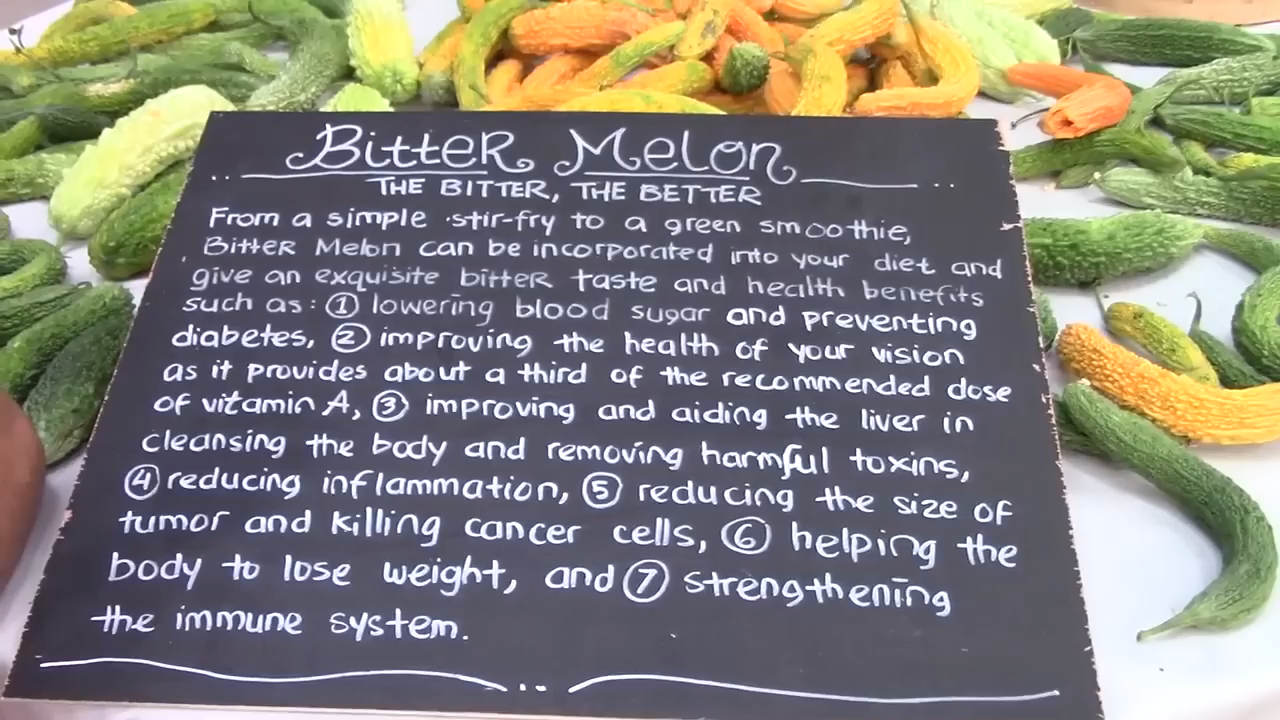 Bitter Melon
THE BITTER, THE BETTER
From a simple stir-fry to a green smoothie,
Bitter Melon can be incorporated into your diet and
give an exquisite bitter taste and health benefits
such as: ① lowering blood sugar and preventing
diabetes, ② improving the health of your vision
as it provides about a third of the recommended dose
of vitamin A, ③ improving and aiding the liver in
cleansing the body and removing harmful toxins,
④ reducing inflammation, ⑤ reducing the size of
tumor and killing cancer cells, ⑥ helping the
body to lose weight, and ⑦ strengthening
the immune system.